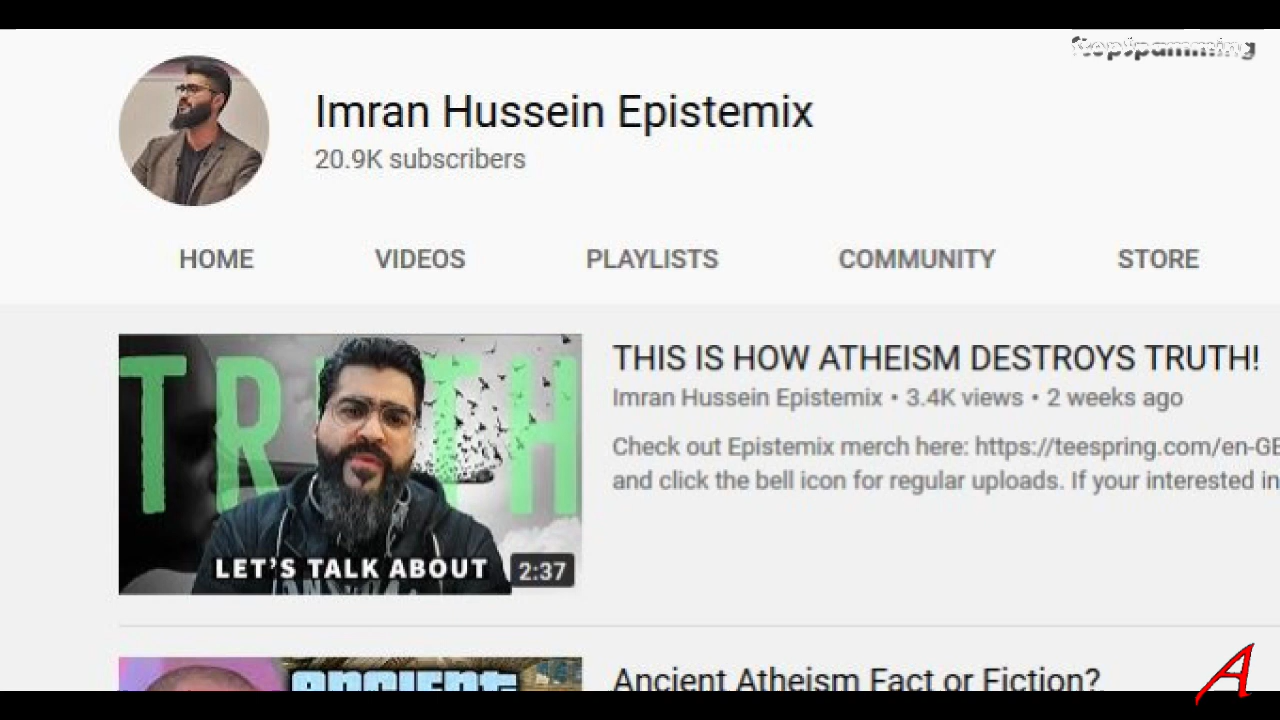 StopSpamming
Imran Hussein Epistemix
20.9K subscribers
HOME VIDEOS PLAYLISTS COMMUNITY STORE
TRUTH
LET'S TALK ABOUT
2:37
THIS IS HOW ATHEISM DESTROYS TRUTH!
Imran Hussein Epistemix • 3.4K views • 2 weeks ago
Check out Epistemix merch here: https://teespring.com/en-GB
and click the bell icon for regular uploads. If your interested in
ANCIENT
Ancient Atheism Fact or Fiction?
A